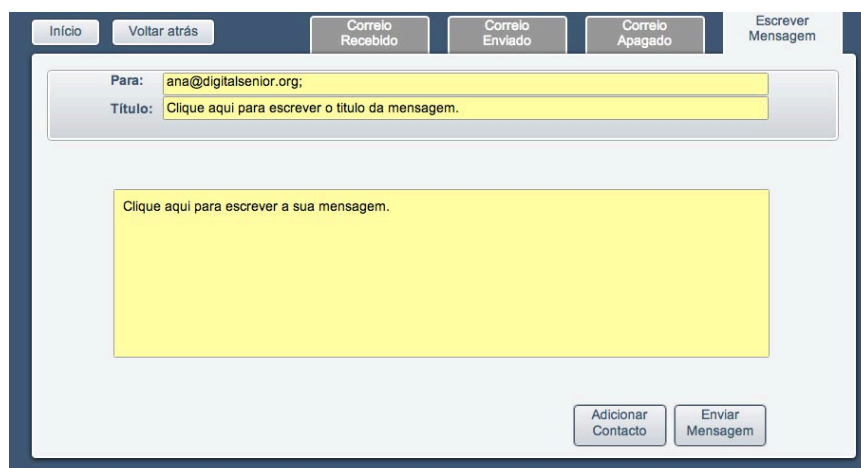 Início
Voltar atrás
Correio
Recebido
Correio
Enviado
Correio
Apagado
Escrever
Mensagem
Para: ana@digitalsenior.org;
Título: Clique aqui para escrever o titulo da mensagem.
Clique aqui para escrever a sua mensagem.
Adicionar
Contacto
Enviar
Mensagem